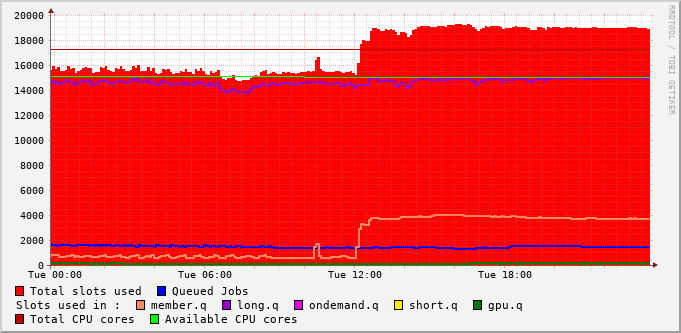 20000
18000
16000
14000
12000
10000
8000
6000
4000
2000
0
Tue 00:00 Tue 06:00 Tue 12:00 Tue 18:00
RRDTOOL / TOBI OETIKER
Total slots used Queued Jobs
Slots used in : member.q long.q ondemand.q short.q gpu.q
Total CPU cores Available CPU cores